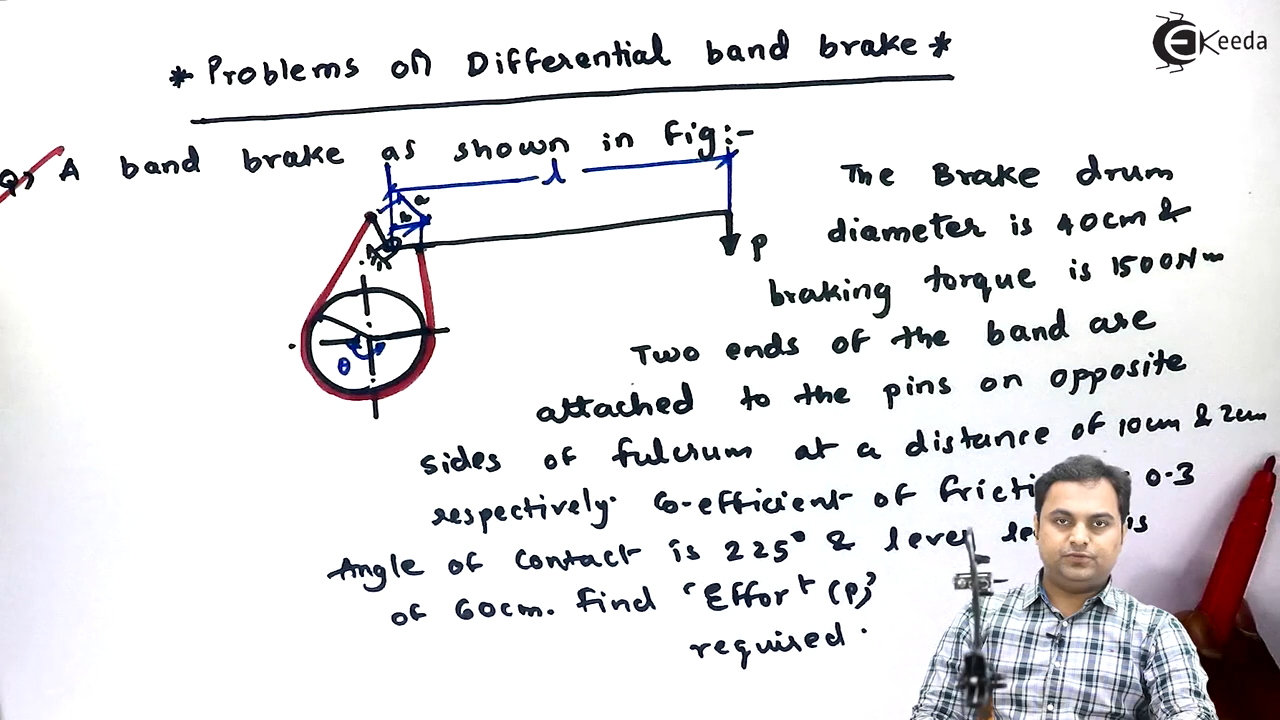 EKeeda
* Problems on Differential band brake *
Q, A band brake as shown in fig:-
l
a
b
P
θ
The Brake drum
diameter is 40cm &
braking torque is 1500Nm
Two ends of the band are
attached to the pins on opposite
sides of fulcrum at a distance of 10cm & 2cm
respectively. Co-efficient of 0.3
Angle of contact is 225° & lever is
of 60cm. Find 'Effort (P)'
required.